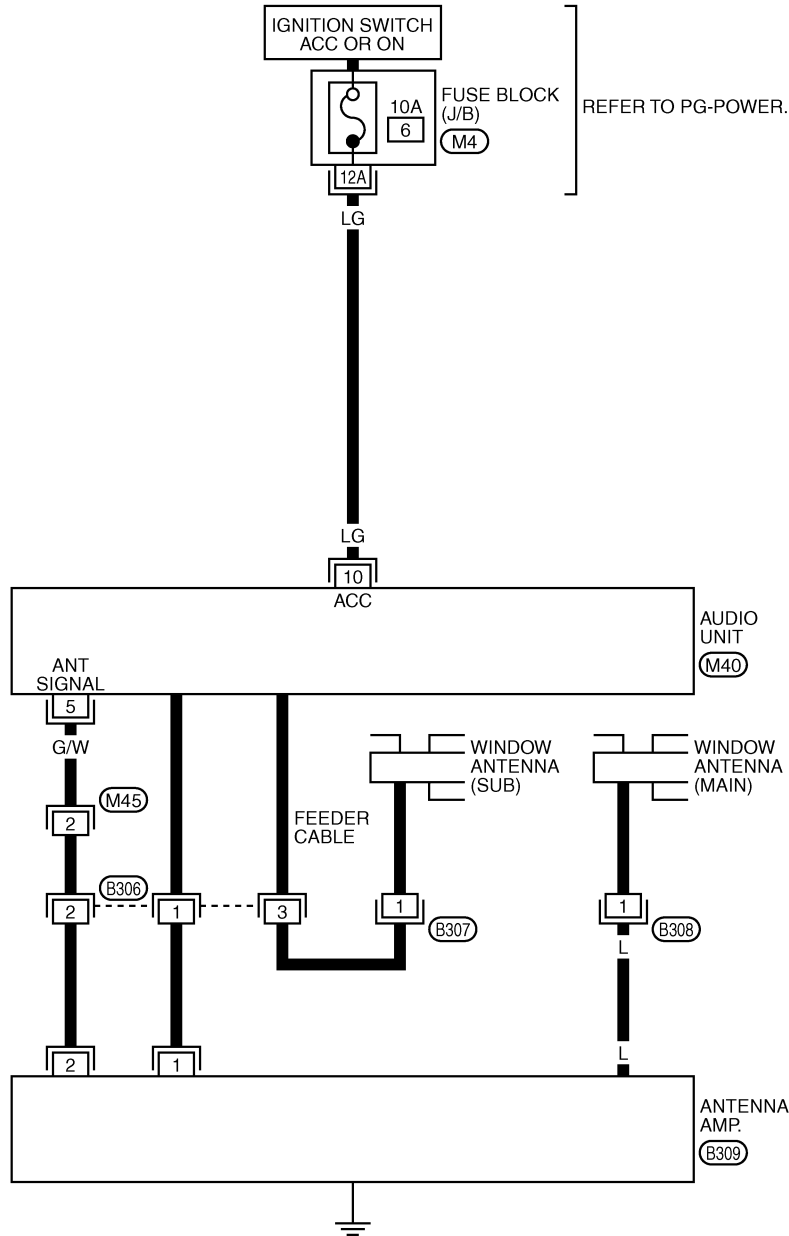 IGNITION SWITCH
ACC OR ON
10A
6
FUSE BLOCK
(J/B)
M4
REFER TO PG-POWER.
12A
LG
LG
10
ACC
AUDIO
UNIT
M40
ANT
SIGNAL
5
G/W
M45
2
WINDOW
ANTENNA
(SUB)
WINDOW
ANTENNA
(MAIN)
FEEDER
CABLE
B306
2
1
3
1
B307
1
B308
L
L
2
1
ANTENNA
AMP.
B309